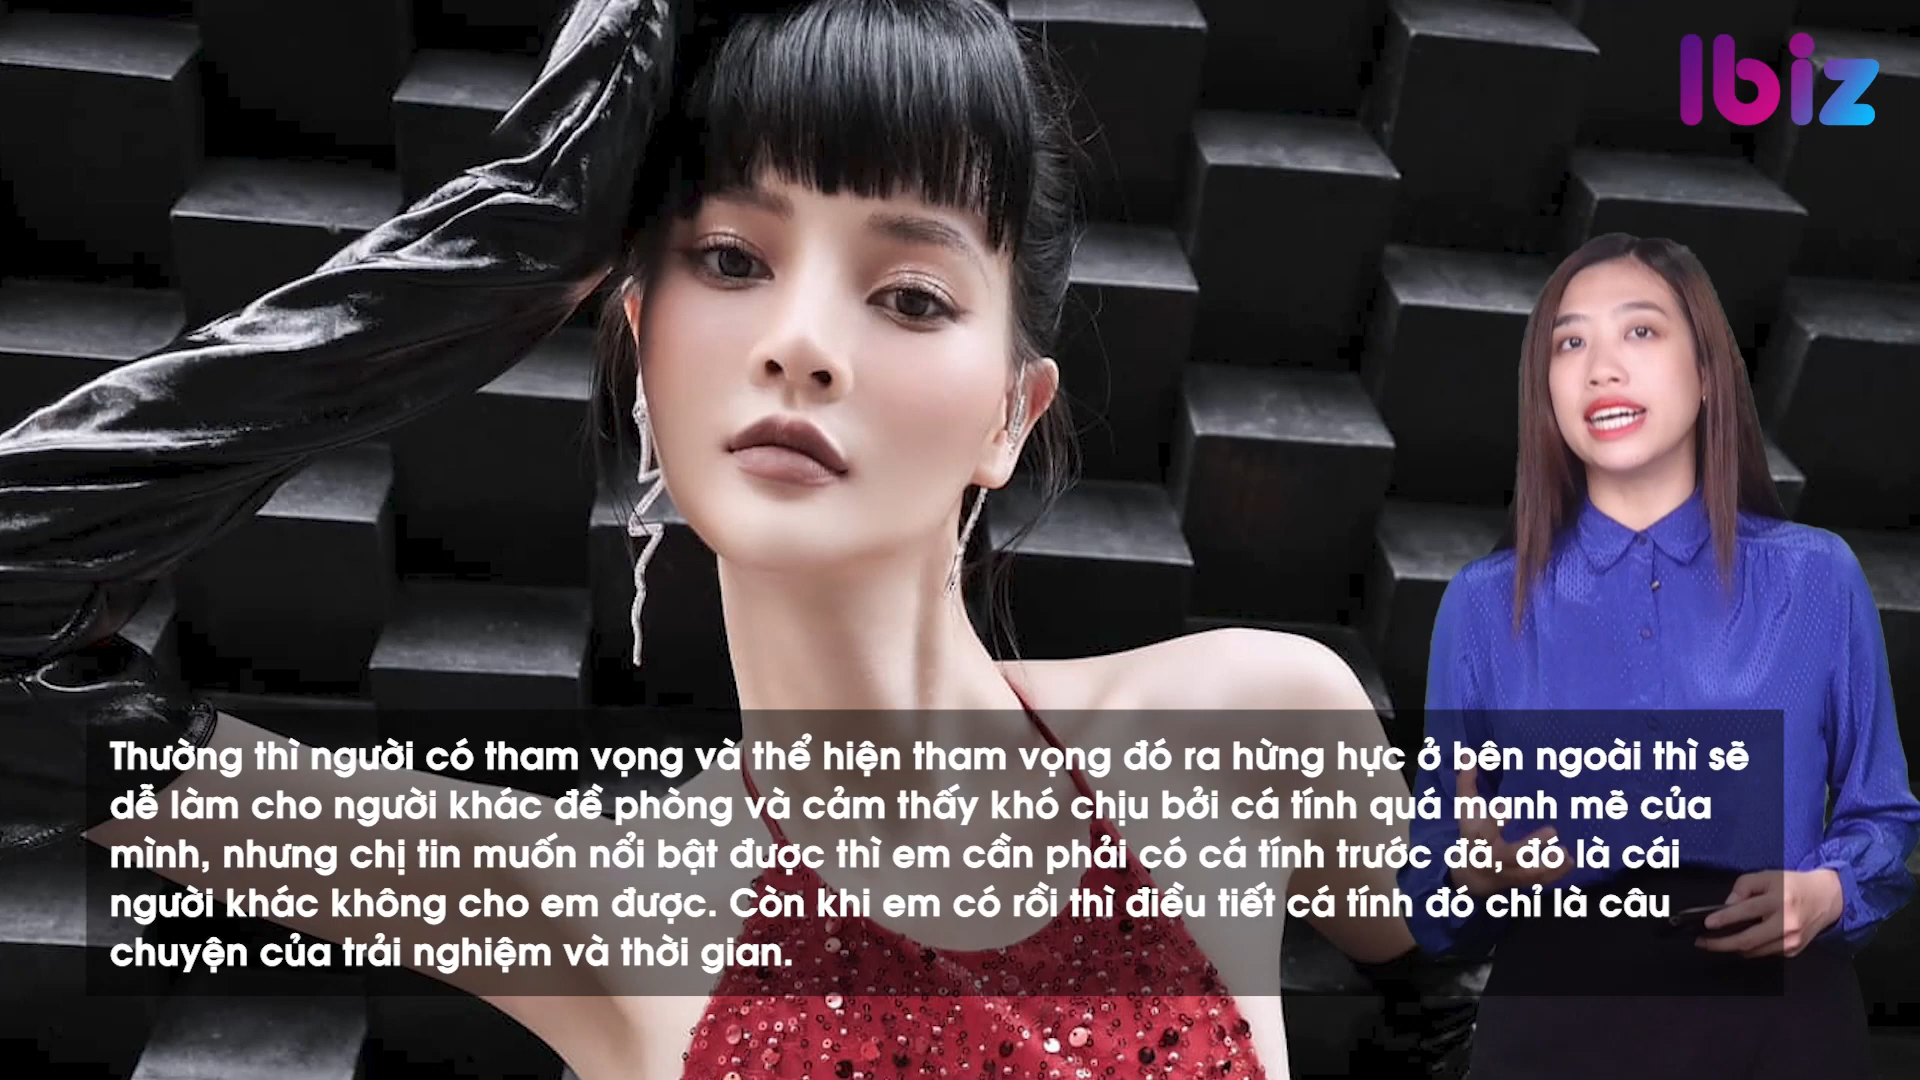 Ibiz
Thường thì người có tham vọng và thể hiện tham vọng đó ra hừng hực ở bên ngoài thì sẽ
dễ làm cho người khác đề phòng và cảm thấy khó chịu bởi cá tính quá mạnh mẽ của
mình, nhưng chị tin muốn nổi bật được thì em cần phải có cá tính trước đã, đó là cái
người khác không cho em được. Còn khi em có rồi thì điều tiết cá tính đó chỉ là câu
chuyện của trải nghiệm và thời gian.